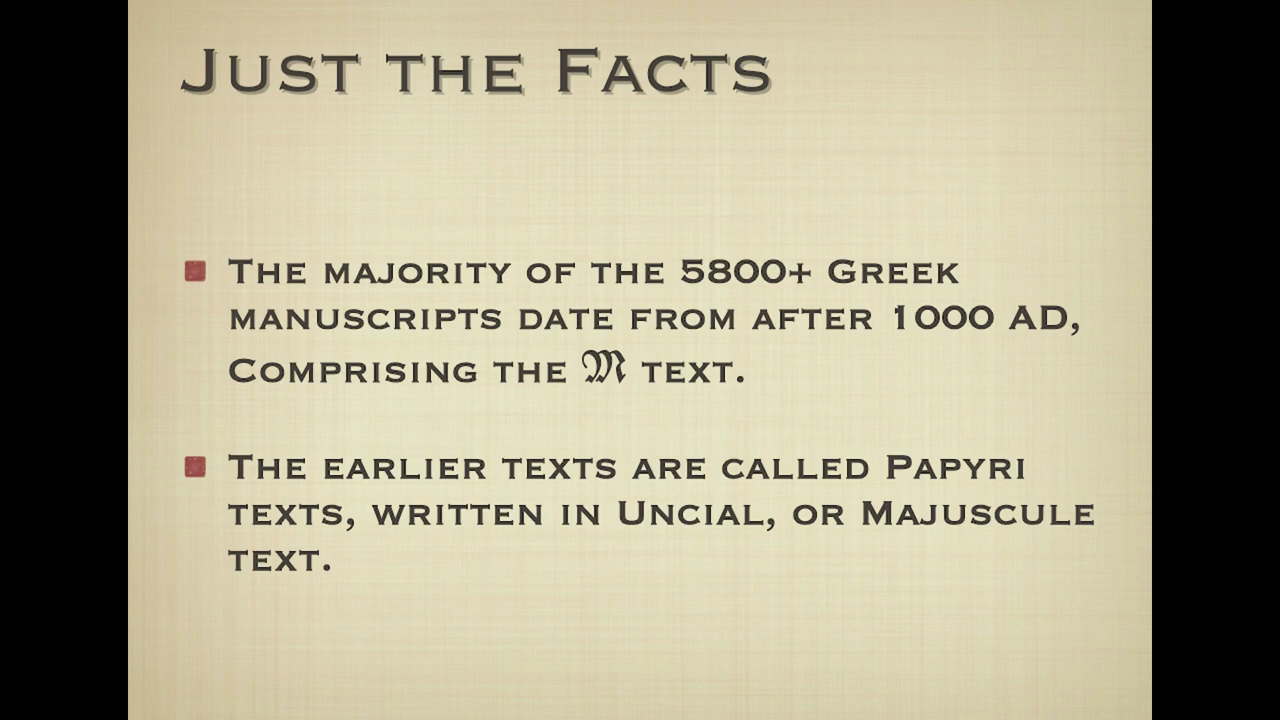 Just the Facts
The majority of the 5800+ Greek
manuscripts date from after 1000 AD,
Comprising the 𝔐 text.
The earlier texts are called Papyri
texts, written in Uncial, or Majuscule
text.